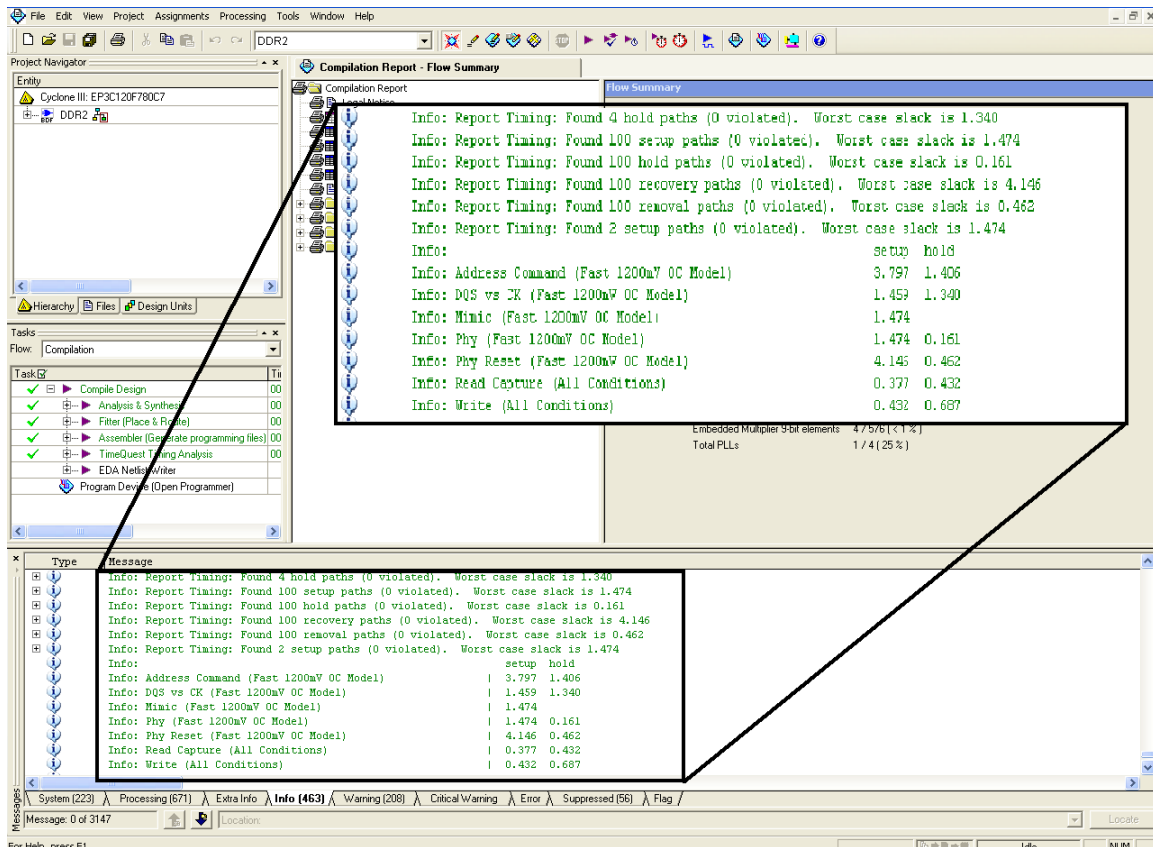 File Edit View Project Assignments Processing Tools Window Help
DDR2
Project Navigator
Entity
Cyclone III: EP3C120F780C7
DDR2
Hierarchy Files Design Units
Tasks
Flow: Compilation
Task
Compile Design 00
Analysis & Synthesis 00
Fitter (Place & Route) 00
Assembler (Generate programming files) 00
TimeQuest Timing Analysis 00
EDA Netlist Writer
Program Device (Open Programmer)
Compilation Report - Flow Summary
Compilation Report
Legal Notice
Flow Summary
Info: Report Timing: Found 4 hold paths (0 violated). Worst case slack is 1.340
Info: Report Timing: Found 100 setup paths (0 violated). Worst case slack is 1.474
Info: Report Timing: Found 100 hold paths (0 violated). Worst case slack is 0.161
Info: Report Timing: Found 100 recovery paths (0 violated). Worst case slack is 4.146
Info: Report Timing: Found 100 removal paths (0 violated). Worst case slack is 0.462
Info: Report Timing: Found 2 setup paths (0 violated). Worst case slack is 1.474
Info: setup hold
Info: Address Command (Fast 1200mV 0C Model) 3.797 1.406
Info: DQS vs CK (Fast 1200mV 0C Model) 1.459 1.340
Info: Mimic (Fast 1200mV 0C Model) 1.474
Info: Phy (Fast 1200mV 0C Model) 1.474 0.161
Info: Phy Reset (Fast 1200mV 0C Model) 4.146 0.462
Info: Read Capture (All Conditions) 0.377 0.432
Info: Write (All Conditions) 0.432 0.687
Embedded Multiplier 9-bit elements 4 / 576 ( < 1 % )
Total PLLs 1 / 4 ( 25 % )
Type Message
Info: Report Timing: Found 4 hold paths (0 violated). Worst case slack is 1.340
Info: Report Timing: Found 100 setup paths (0 violated). Worst case slack is 1.474
Info: Report Timing: Found 100 hold paths (0 violated). Worst case slack is 0.161
Info: Report Timing: Found 100 recovery paths (0 violated). Worst case slack is 4.146
Info: Report Timing: Found 100 removal paths (0 violated). Worst case slack is 0.462
Info: Report Timing: Found 2 setup paths (0 violated). Worst case slack is 1.474
Info: setup hold
Info: Address Command (Fast 1200mV 0C Model) | 3.797 1.406
Info: DQS vs CK (Fast 1200mV 0C Model) | 1.459 1.340
Info: Mimic (Fast 1200mV 0C Model) | 1.474
Info: Phy (Fast 1200mV 0C Model) | 1.474 0.161
Info: Phy Reset (Fast 1200mV 0C Model) | 4.146 0.462
Info: Read Capture (All Conditions) | 0.377 0.432
Info: Write (All Conditions) | 0.432 0.687
System (223) Processing (671) Extra Info Info (463) Warning (208) Critical Warning Error Suppressed (56) Flag
Messages
Message: 0 of 3147 Location: Locate
For Help, press F1 Idle NUM